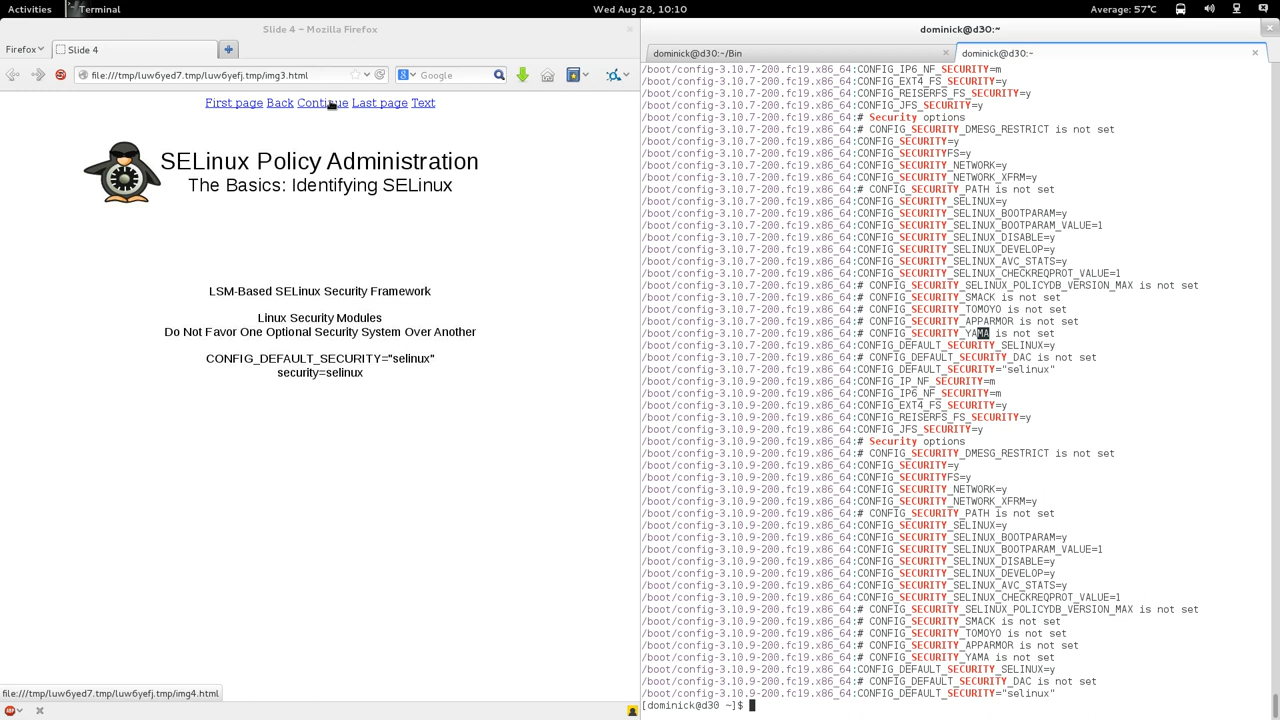 Activities
Terminal
Wed Aug 28, 10:10
Average: 57°C
Slide 4 ~ Mozilla Firefox
Firefox
Slide 4
file:///tmp/luw6yed7.tmp/luw6yefj.tmp/img3.html
Google
First page Back Continue Last page Text
SELinux Policy Administration
The Basics: Identifying SELinux
LSM-Based SELinux Security Framework
Linux Security Modules
Do Not Favor One Optional Security System Over Another
CONFIG_DEFAULT_SECURITY="selinux"
security=selinux
file:///tmp/luw6yed7.tmp/luw6yefj.tmp/img4.html
ABP
dominick@d30:~
dominick@d30:~/Bin
dominick@d30:~
/boot/config-3.10.7-200.fc19.x86_64:CONFIG_IP6_NF_SECURITY=m
/boot/config-3.10.7-200.fc19.x86_64:CONFIG_EXT4_FS_SECURITY=y
/boot/config-3.10.7-200.fc19.x86_64:CONFIG_REISERFS_FS_SECURITY=y
/boot/config-3.10.7-200.fc19.x86_64:CONFIG_JFS_SECURITY=y
/boot/config-3.10.7-200.fc19.x86_64:# Security options
/boot/config-3.10.7-200.fc19.x86_64:# CONFIG_SECURITY_DMESG_RESTRICT is not set
/boot/config-3.10.7-200.fc19.x86_64:CONFIG_SECURITY=y
/boot/config-3.10.7-200.fc19.x86_64:CONFIG_SECURITYFS=y
/boot/config-3.10.7-200.fc19.x86_64:CONFIG_SECURITY_NETWORK=y
/boot/config-3.10.7-200.fc19.x86_64:CONFIG_SECURITY_NETWORK_XFRM=y
/boot/config-3.10.7-200.fc19.x86_64:# CONFIG_SECURITY_PATH is not set
/boot/config-3.10.7-200.fc19.x86_64:CONFIG_SECURITY_SELINUX=y
/boot/config-3.10.7-200.fc19.x86_64:CONFIG_SECURITY_SELINUX_BOOTPARAM=y
/boot/config-3.10.7-200.fc19.x86_64:CONFIG_SECURITY_SELINUX_BOOTPARAM_VALUE=1
/boot/config-3.10.7-200.fc19.x86_64:CONFIG_SECURITY_SELINUX_DISABLE=y
/boot/config-3.10.7-200.fc19.x86_64:CONFIG_SECURITY_SELINUX_DEVELOP=y
/boot/config-3.10.7-200.fc19.x86_64:CONFIG_SECURITY_SELINUX_AVC_STATS=y
/boot/config-3.10.7-200.fc19.x86_64:CONFIG_SECURITY_SELINUX_CHECKREQPROT_VALUE=1
/boot/config-3.10.7-200.fc19.x86_64:# CONFIG_SECURITY_SELINUX_POLICYDB_VERSION_MAX is not set
/boot/config-3.10.7-200.fc19.x86_64:# CONFIG_SECURITY_SMACK is not set
/boot/config-3.10.7-200.fc19.x86_64:# CONFIG_SECURITY_TOMOYO is not set
/boot/config-3.10.7-200.fc19.x86_64:# CONFIG_SECURITY_APPARMOR is not set
/boot/config-3.10.7-200.fc19.x86_64:# CONFIG_SECURITY_YAMA is not set
/boot/config-3.10.7-200.fc19.x86_64:CONFIG_DEFAULT_SECURITY_SELINUX=y
/boot/config-3.10.7-200.fc19.x86_64:# CONFIG_DEFAULT_SECURITY_DAC is not set
/boot/config-3.10.7-200.fc19.x86_64:CONFIG_DEFAULT_SECURITY="selinux"
/boot/config-3.10.9-200.fc19.x86_64:CONFIG_IP_NF_SECURITY=m
/boot/config-3.10.9-200.fc19.x86_64:CONFIG_IP6_NF_SECURITY=m
/boot/config-3.10.9-200.fc19.x86_64:CONFIG_EXT4_FS_SECURITY=y
/boot/config-3.10.9-200.fc19.x86_64:CONFIG_REISERFS_FS_SECURITY=y
/boot/config-3.10.9-200.fc19.x86_64:CONFIG_JFS_SECURITY=y
/boot/config-3.10.9-200.fc19.x86_64:# Security options
/boot/config-3.10.9-200.fc19.x86_64:# CONFIG_SECURITY_DMESG_RESTRICT is not set
/boot/config-3.10.9-200.fc19.x86_64:CONFIG_SECURITY=y
/boot/config-3.10.9-200.fc19.x86_64:CONFIG_SECURITYFS=y
/boot/config-3.10.9-200.fc19.x86_64:CONFIG_SECURITY_NETWORK=y
/boot/config-3.10.9-200.fc19.x86_64:CONFIG_SECURITY_NETWORK_XFRM=y
/boot/config-3.10.9-200.fc19.x86_64:# CONFIG_SECURITY_PATH is not set
/boot/config-3.10.9-200.fc19.x86_64:CONFIG_SECURITY_SELINUX=y
/boot/config-3.10.9-200.fc19.x86_64:CONFIG_SECURITY_SELINUX_BOOTPARAM=y
/boot/config-3.10.9-200.fc19.x86_64:CONFIG_SECURITY_SELINUX_BOOTPARAM_VALUE=1
/boot/config-3.10.9-200.fc19.x86_64:CONFIG_SECURITY_SELINUX_DISABLE=y
/boot/config-3.10.9-200.fc19.x86_64:CONFIG_SECURITY_SELINUX_DEVELOP=y
/boot/config-3.10.9-200.fc19.x86_64:CONFIG_SECURITY_SELINUX_AVC_STATS=y
/boot/config-3.10.9-200.fc19.x86_64:CONFIG_SECURITY_SELINUX_CHECKREQPROT_VALUE=1
/boot/config-3.10.9-200.fc19.x86_64:# CONFIG_SECURITY_SELINUX_POLICYDB_VERSION_MAX is not set
/boot/config-3.10.9-200.fc19.x86_64:# CONFIG_SECURITY_SMACK is not set
/boot/config-3.10.9-200.fc19.x86_64:# CONFIG_SECURITY_TOMOYO is not set
/boot/config-3.10.9-200.fc19.x86_64:# CONFIG_SECURITY_APPARMOR is not set
/boot/config-3.10.9-200.fc19.x86_64:# CONFIG_SECURITY_YAMA is not set
/boot/config-3.10.9-200.fc19.x86_64:CONFIG_DEFAULT_SECURITY_SELINUX=y
/boot/config-3.10.9-200.fc19.x86_64:# CONFIG_DEFAULT_SECURITY_DAC is not set
/boot/config-3.10.9-200.fc19.x86_64:CONFIG_DEFAULT_SECURITY="selinux"
[dominick@d30 ~]$